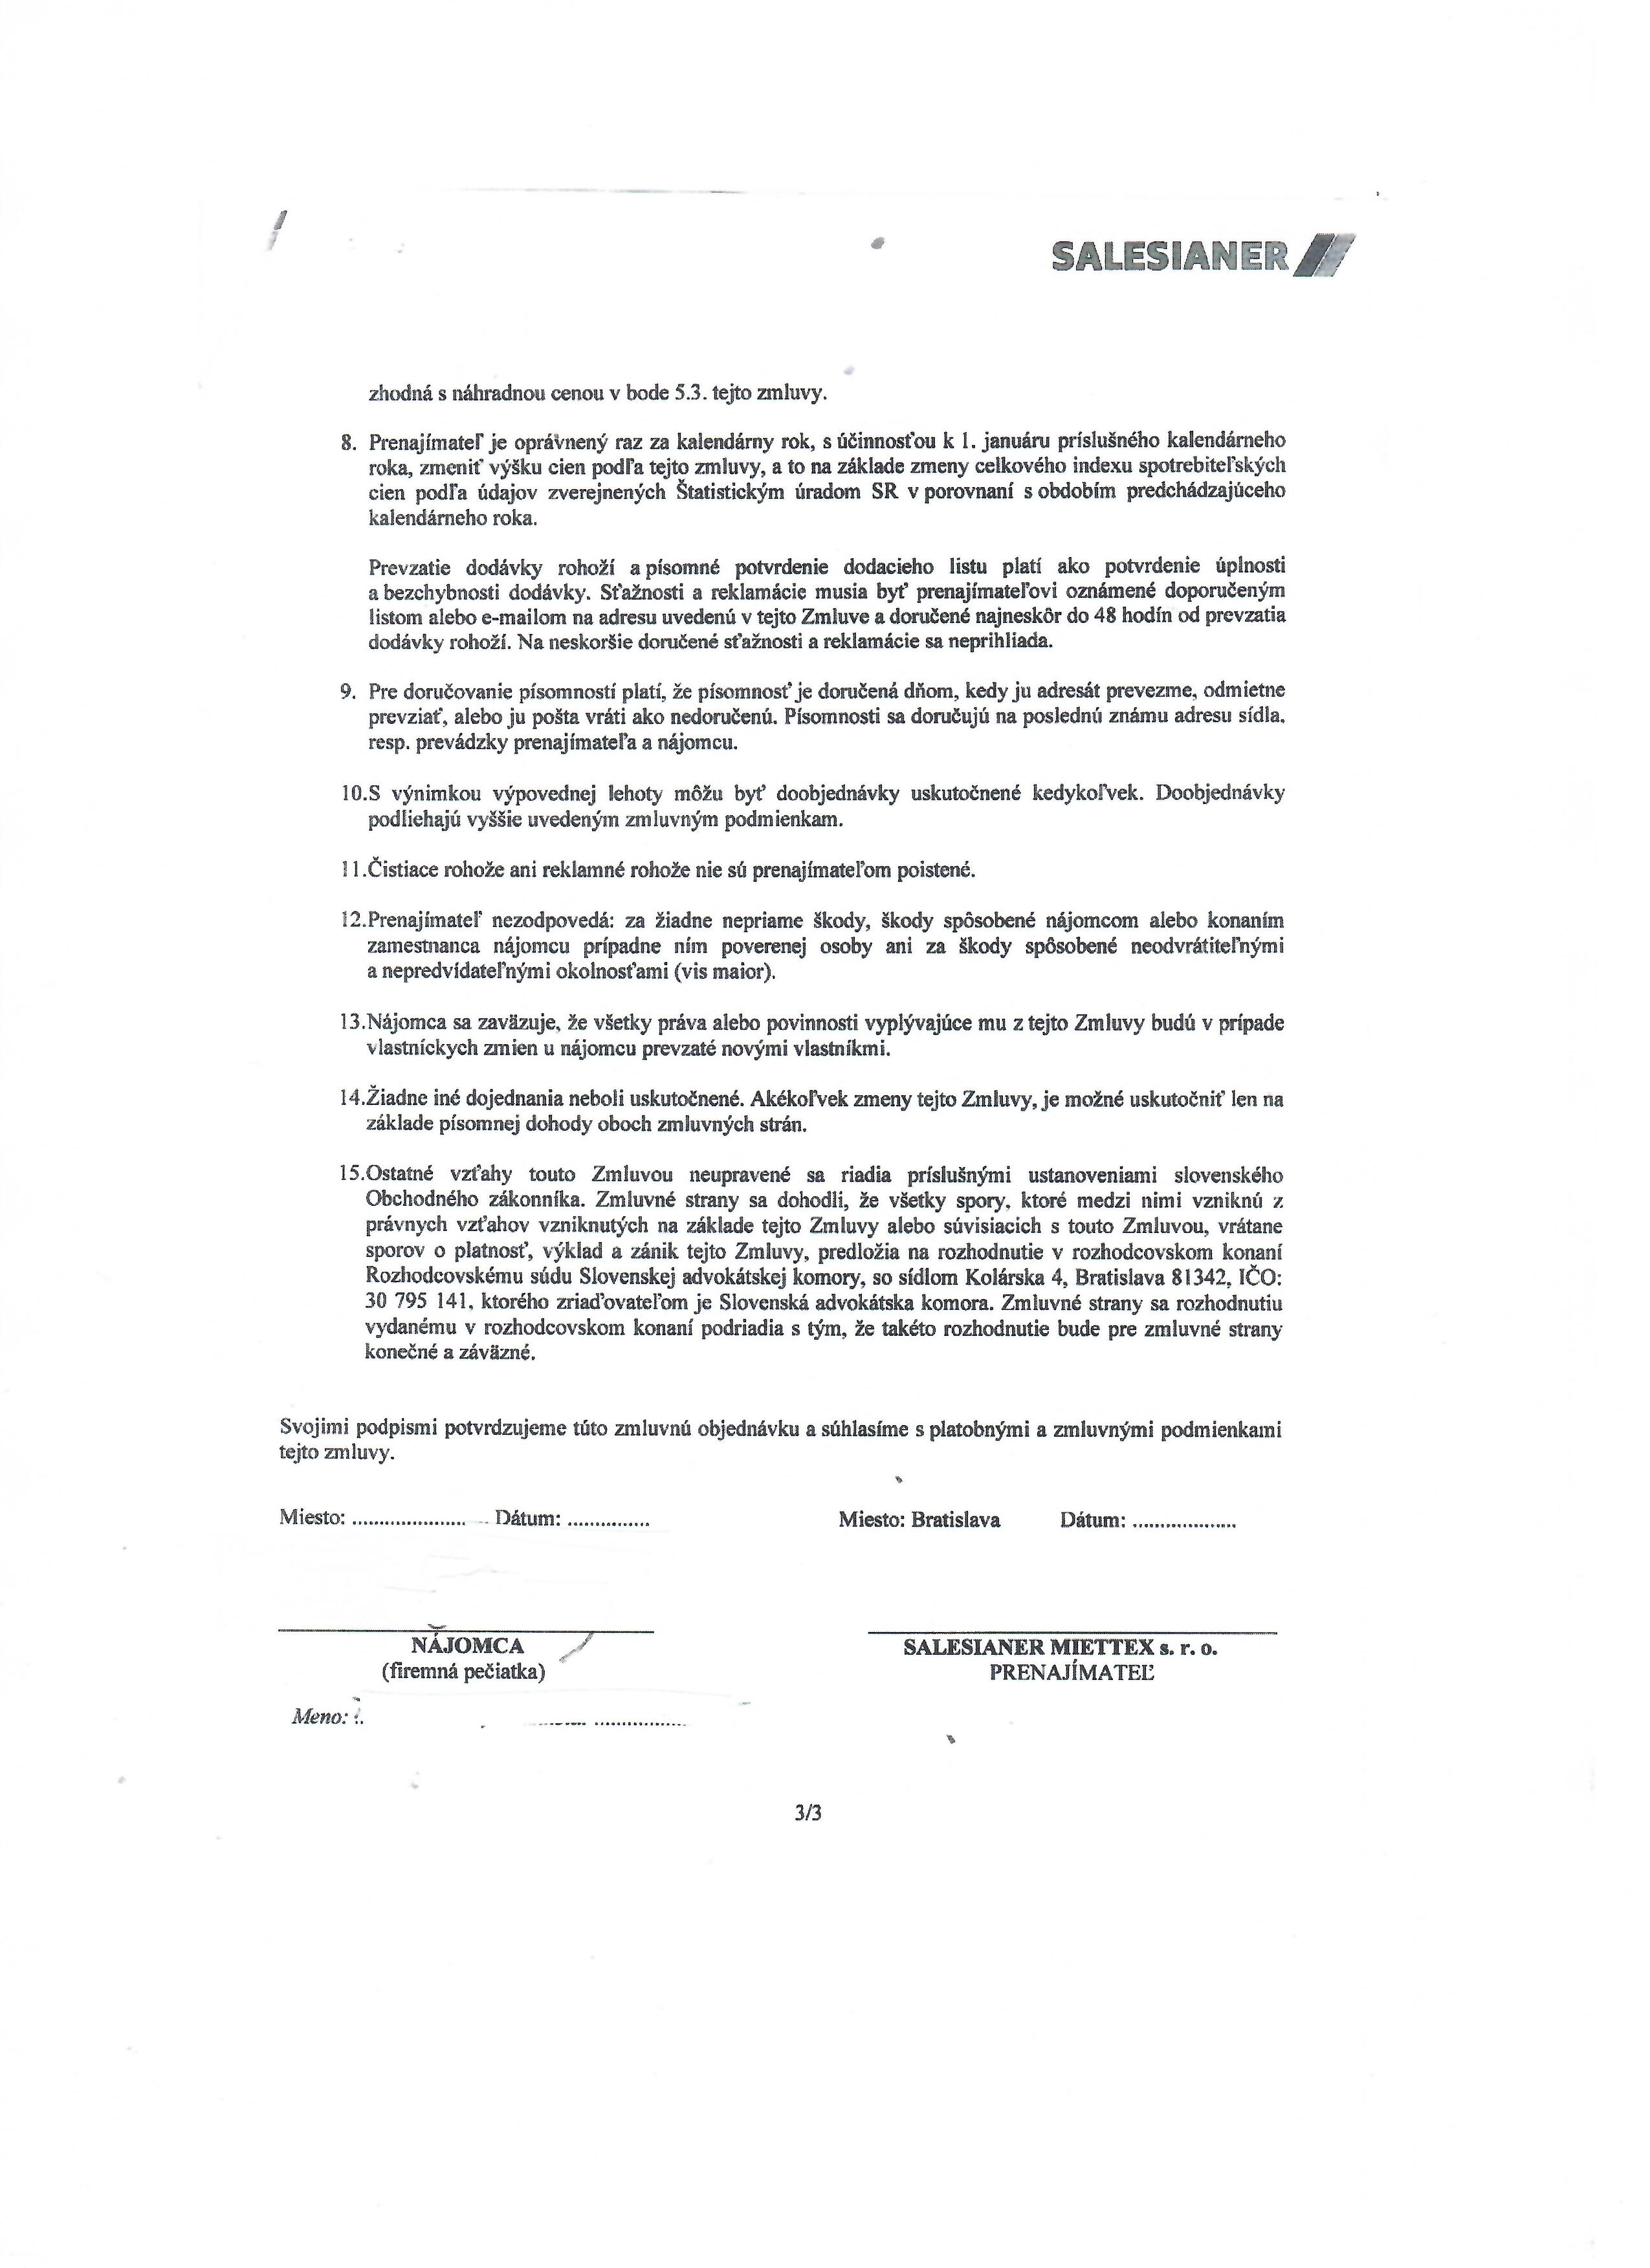 SALESIANER
zhodná s náhradnou cenou v bode 5.3. tejto zmluvy.
8. Prenajímateľ je oprávnený raz za kalendárny rok, s účinnosťou k 1. januáru príslušného kalendárneho
roka, zmeniť výšku cien podľa tejto zmluvy, a to na základe zmeny celkového indexu spotrebiteľských
cien podľa údajov zverejnených Štatistickým úradom SR v porovnaní s obdobím predchádzajúceho
kalendárneho roka.
Prevzatie dodávky rohoží a písomné potvrdenie dodacieho listu platí ako potvrdenie úplnosti
a bezchybnosti dodávky. Sťažnosti a reklamácie musia byť prenajímateľovi oznámené doporučeným
listom alebo e-mailom na adresu uvedenú v tejto Zmluve a doručené najneskôr do 48 hodín od prevzatia
dodávky rohoží. Na neskoršie doručené sťažnosti a reklamácie sa neprihliada.
9. Pre doručovanie písomností platí, že písomnosť je doručená dňom, kedy ju adresát prevezme, odmietne
prevziať, alebo ju pošta vráti ako nedoručenú. Písomnosti sa doručujú na poslednú známu adresu sídla,
resp. prevádzky prenajímateľa a nájomcu.
10.S výnimkou výpovednej lehoty môžu byť doobjednávky uskutočnené kedykoľvek. Doobjednávky
podliehajú vyššie uvedeným zmluvným podmienkam.
11.Čistiace rohože ani reklamné rohože nie sú prenajímateľom poistené.
12.Prenajímateľ nezodpovedá: za žiadne nepriame škody, škody spôsobené nájomcom alebo konaním
zamestnanca nájomcu prípadne ním poverenej osoby ani za škody spôsobené neodvrátiteľnými
a nepredvídateľnými okolnosťami (vis maior).
13.Nájomca sa zaväzuje, že všetky práva alebo povinnosti vyplývajúce mu z tejto Zmluvy budú v prípade
vlastníckych zmien u nájomcu prevzaté novými vlastníkmi.
14.Žiadne iné dojednania neboli uskutočnené. Akékoľvek zmeny tejto Zmluvy, je možné uskutočniť len na
základe písomnej dohody oboch zmluvných strán.
15.Ostatné vzťahy touto Zmluvou neupravené sa riadia príslušnými ustanoveniami slovenského
Obchodného zákonníka. Zmluvné strany sa dohodli, že všetky spory, ktoré medzi nimi vzniknú z
právnych vzťahov vzniknutých na základe tejto Zmluvy alebo súvisiacich s touto Zmluvou, vrátane
sporov o platnosť, výklad a zánik tejto Zmluvy, predložia na rozhodnutie v rozhodcovskom konaní
Rozhodcovskému súdu Slovenskej advokátskej komory, so sídlom Kolárska 4, Bratislava 81342, IČO:
30 795 141, ktorého zriaďovateľom je Slovenská advokátska komora. Zmluvné strany sa rozhodnutiu
vydanému v rozhodcovskom konaní podriadia s tým, že takéto rozhodnutie bude pre zmluvné strany
konečné a záväzné.
Svojimi podpismi potvrdzujeme túto zmluvnú objednávku a súhlasíme s platobnými a zmluvnými podmienkami
tejto zmluvy.
Miesto: ..................... Dátum: ............... Miesto: Bratislava Dátum: ...................
NÁJOMCA SALESIANER MIETTEX s. r. o.
(firemná pečiatka) PRENAJÍMATEĽ
Meno: .. .................
3/3